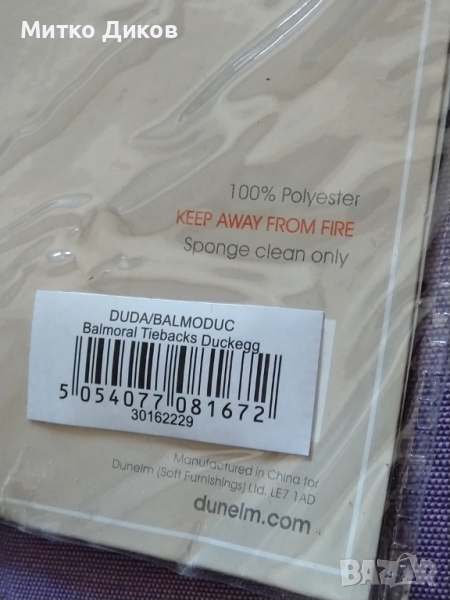 Митко Диков
100% Polyester
KEEP AWAY FROM FIRE
Sponge clean only
DUDA/BALMODUC
Balmoral Tiebacks Duckegg
5 054077 081672
30162229
Manufactured in China for
Dunelm (Soft Furnishings) Ltd. LE7 1AD
dunelm.com
BAZAR